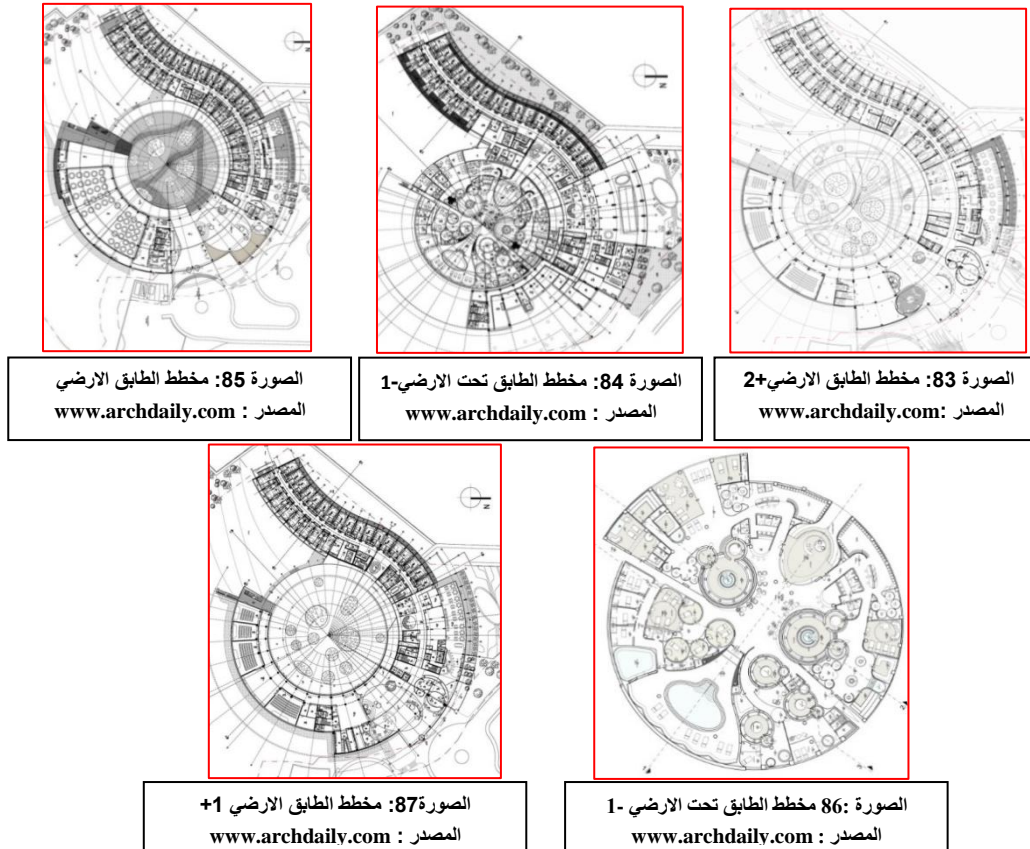 الصورة 83: مخطط الطابق الارضي+2
المصدر :www.archdaily.com
الصورة 84: مخطط الطابق تحت الارضي-1
المصدر : www.archdaily.com
الصورة 85: مخطط الطابق الارضي
المصدر : www.archdaily.com
الصورة :86 مخطط الطابق تحت الارضي -1
المصدر : www.archdaily.com
الصورة87: مخطط الطابق الارضي 1+
المصدر : www.archdaily.com